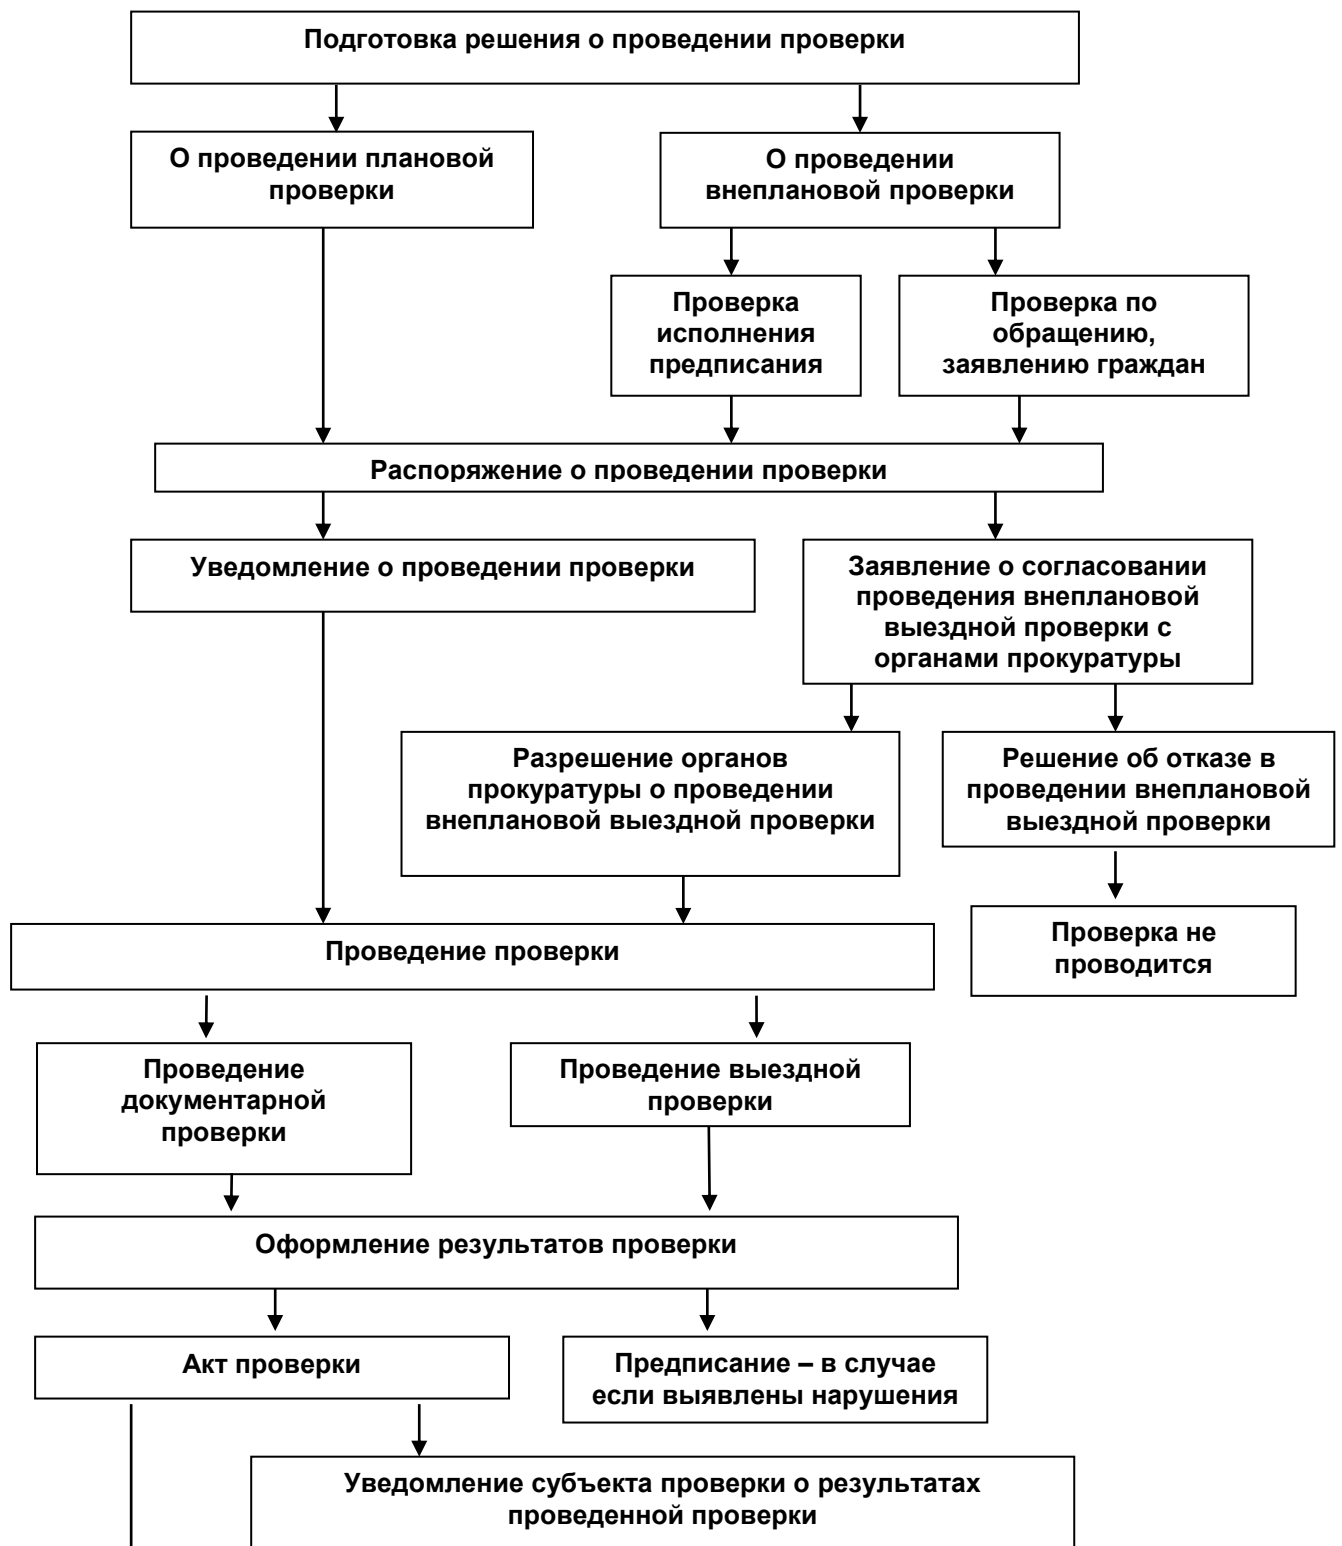 Подготовка решения о проведении проверки
О проведении плановой
проверки
О проведении
внеплановой проверки
Проверка
исполнения
предписания
Проверка по
обращению,
заявлению граждан
Распоряжение о проведении проверки
Уведомление о проведении проверки
Заявление о согласовании
проведения внеплановой
выездной проверки с
органами прокуратуры
Разрешение органов
прокуратуры о проведении
внеплановой выездной проверки
Решение об отказе в
проведении внеплановой
выездной проверки
Проверка не
проводится
Проведение проверки
Проведение
документарной
проверки
Проведение выездной
проверки
Оформление результатов проверки
Акт проверки
Предписание – в случае
если выявлены нарушения
Уведомление субъекта проверки о результатах
проведенной проверки